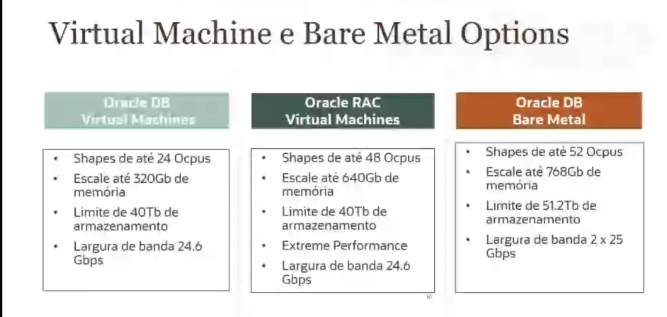 Virtual Machine e Bare Metal Options
Oracle DB
Virtual Machines
• Shapes de até 24 Ocpus
• Escale até 320Gb de
memória
• Limite de 40Tb de
armazenamento
• Largura de banda 24.6
Gbps
Oracle RAC
Virtual Machines
• Shapes de até 48 Ocpus
• Escale até 640Gb de
memória
• Limite de 40Tb de
armazenamento
• Extreme Performance
• Largura de banda 24.6
Gbps
Oracle DB
Bare Metal
• Shapes de até 52 Ocpus
• Escale até 768Gb de
memória
• Limite de 51.2Tb de
armazenamento
• Largura de banda 2 x 25
Gbps